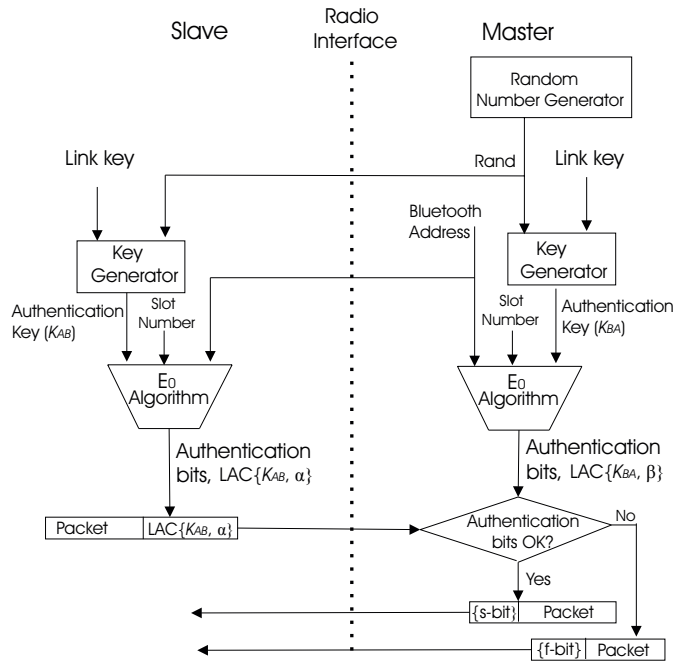 Slave
Radio
Interface
Master
Random
Number Generator
Link key
Rand
Link key
Bluetooth
Address
Key
Generator
Key
Generator
Authentication
Key (KAB)
Slot
Number
Slot
Number
Authentication
Key (KBA)
E0
Algorithm
E0
Algorithm
Authentication
bits, LAC{KAB, α}
Authentication
bits, LAC{KBA, β}
Packet
LAC{KAB, α}
Authentication
bits OK?
No
Yes
{s-bit}
Packet
{f-bit}
Packet